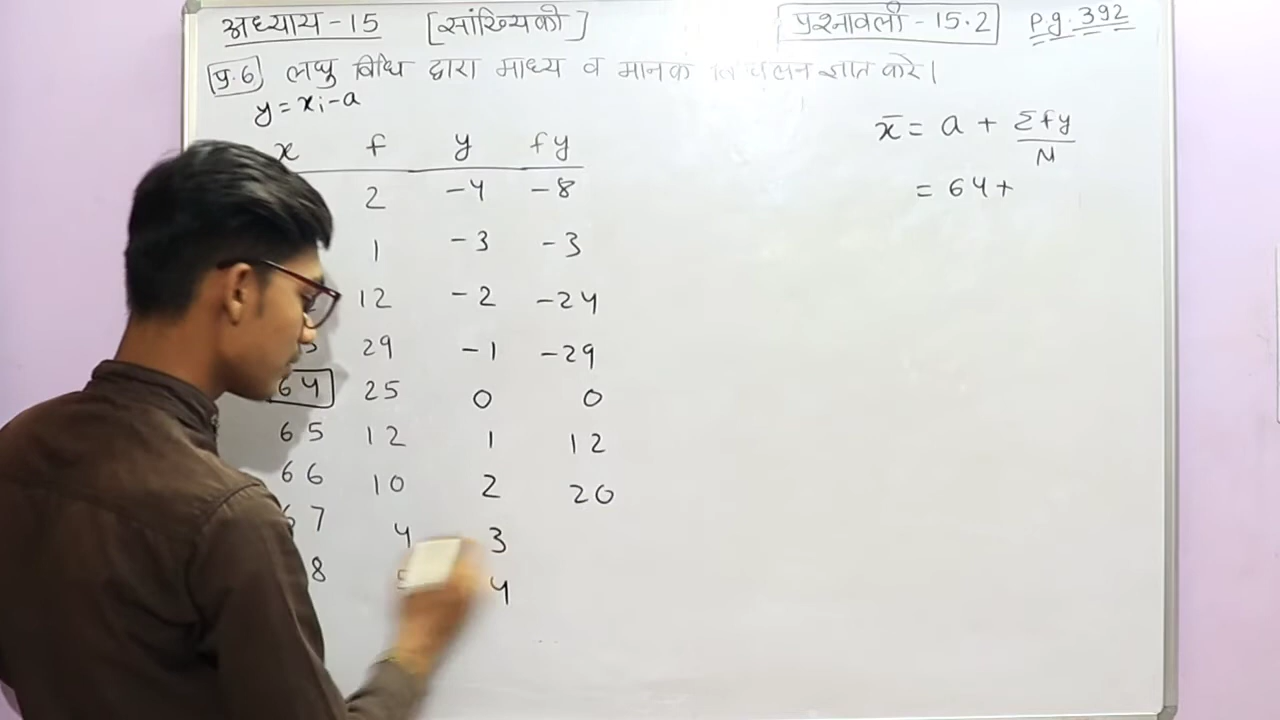 अध्याय - 15 [सांख्यिकी] प्रश्नावली - 15.2 Pg. 392
प्र.6 लघु विधि द्वारा माध्य व मानक विचलन ज्ञात करे।
y = xi - a
x f y fy
2 -4 -8
1 -3 -3
12 -2 -24
29 -1 -29
64 25 0 0
65 12 1 12
66 10 2 20
67 4 3
8 4
x̄ = a + Σfy/N
= 64 +